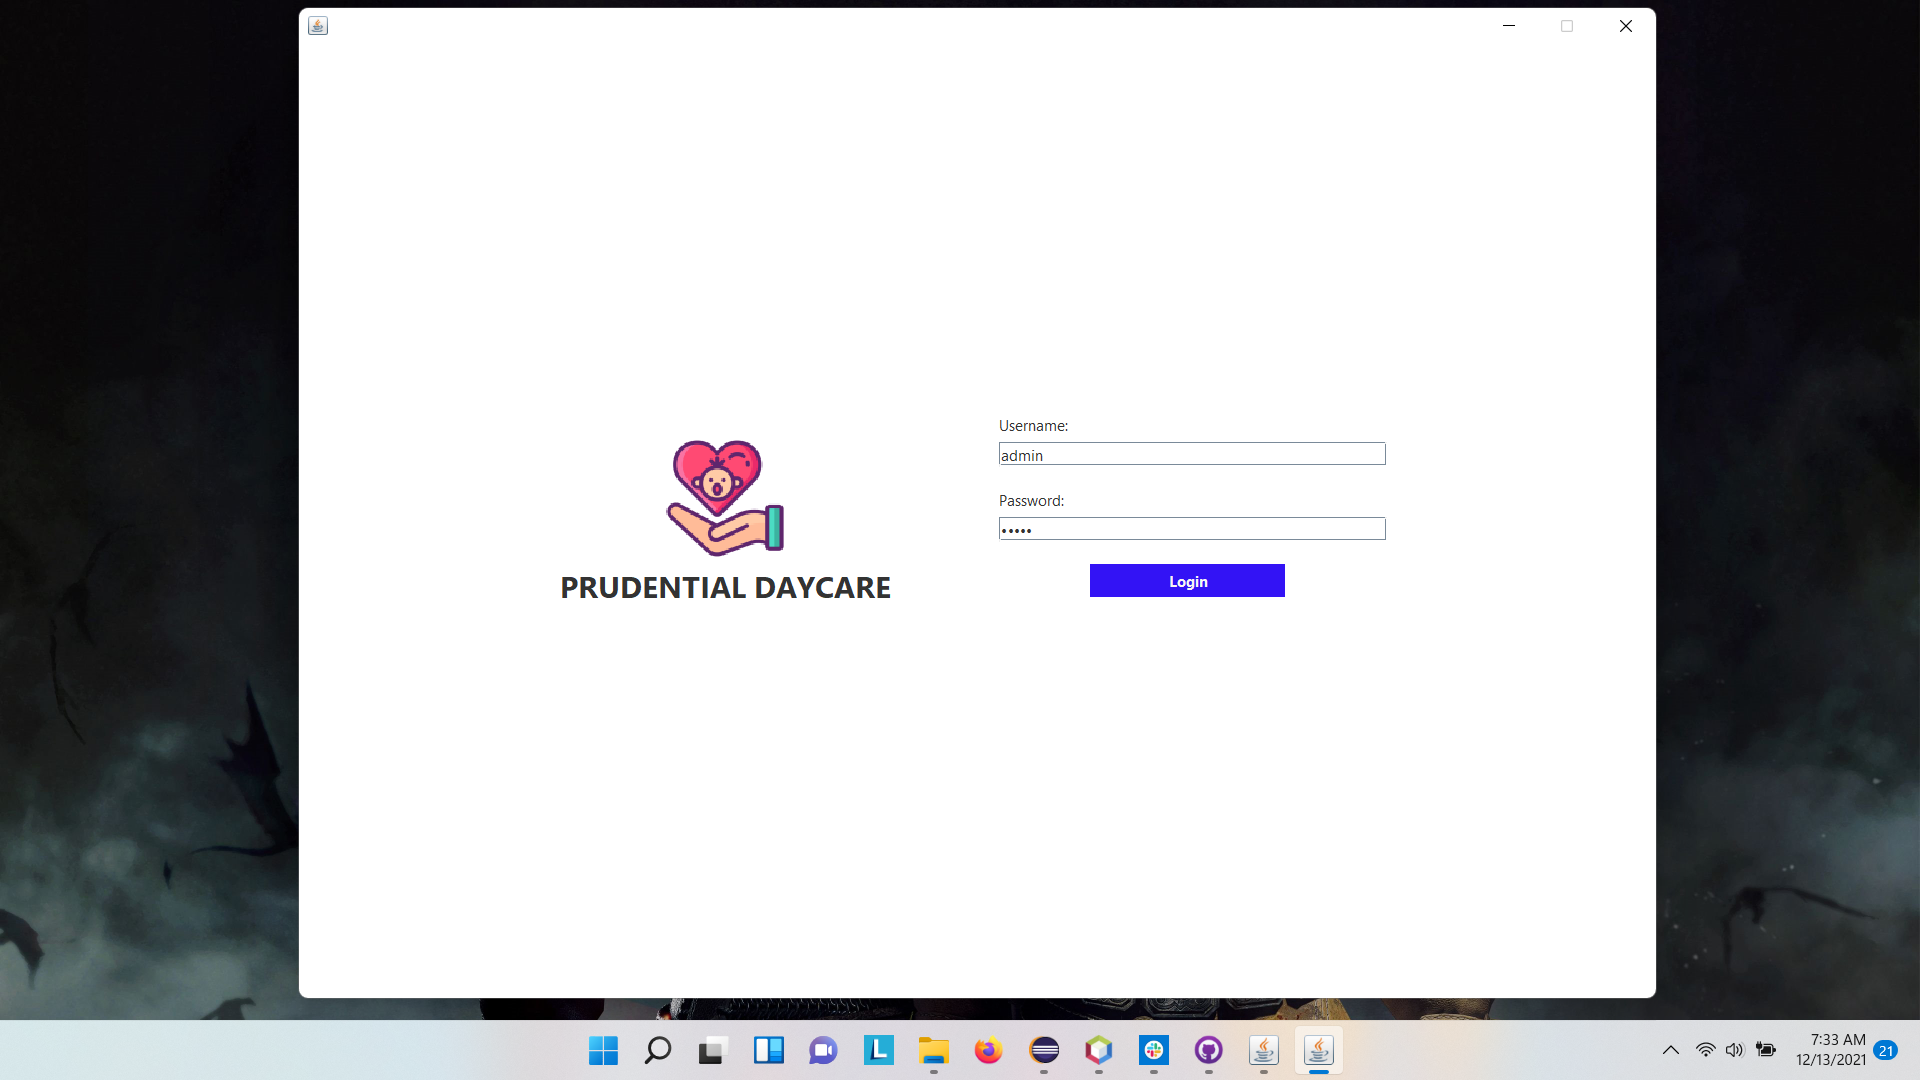 Username:
admin
Password:
•••••
Login
PRUDENTIAL DAYCARE
L
7:33 AM
12/13/2021
21